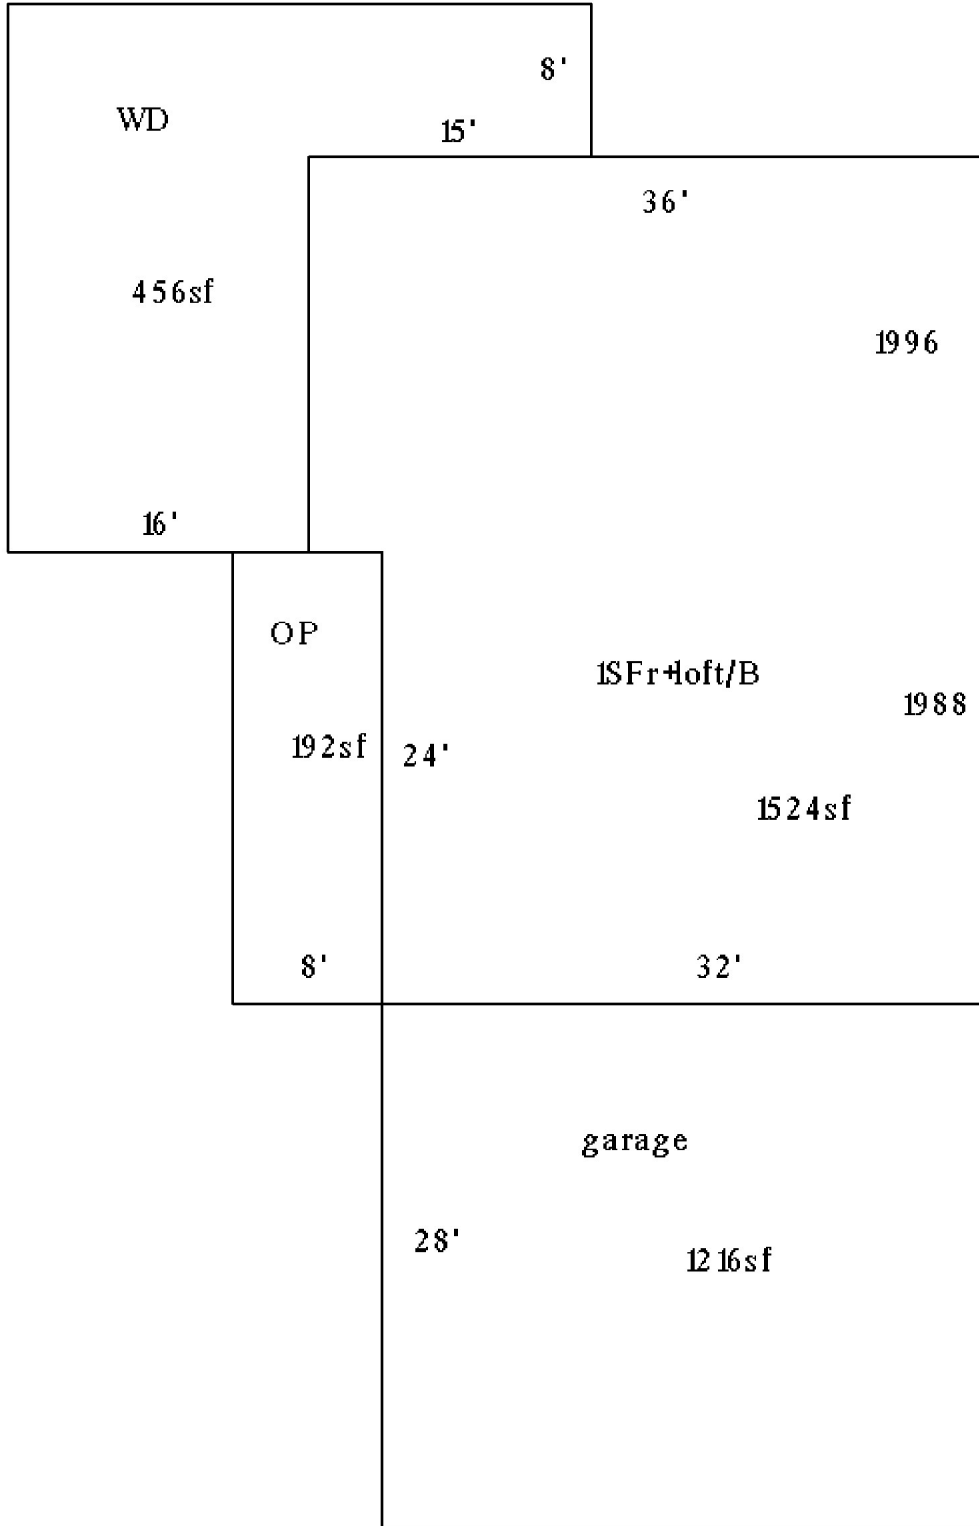 8'
WD
15'
36'
456sf
1996
16'
OP
1SFr+loft/B
1988
192sf
24'
1524sf
8'
32'
garage
28'
1216sf